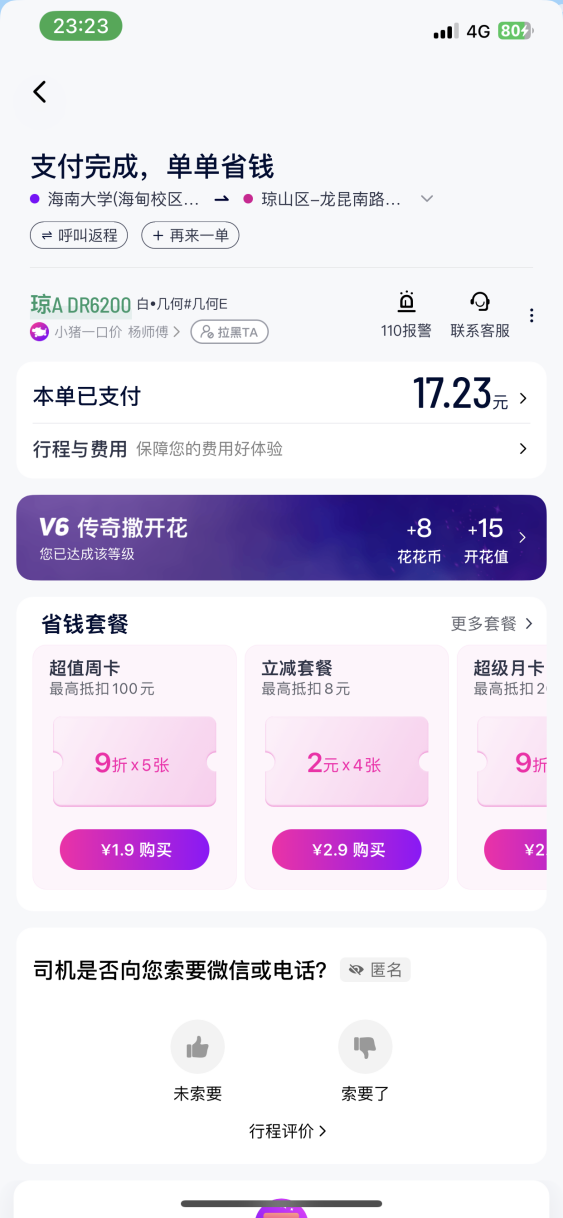 23:23
4G 80
支付完成，单单省钱
海南大学(海甸校区... 琼山区-龙昆南路...
呼叫返程 再来一单
琼A DR6200 白•几何#几何E
小猪一口价 杨师傅 拉黑TA
110报警 联系客服
本单已支付 17.23元
行程与费用 保障您的费用好体验
V6 传奇撒开花
您已达成该等级
+8 +15
花花币 开花值
省钱套餐 更多套餐
超值周卡 立减套餐 超级月卡
最高抵扣100元 最高抵扣8元 最高抵扣2
9折x5张 2元x4张 9折
¥1.9 购买 ¥2.9 购买 ¥2
司机是否向您索要微信或电话? 匿名
未索要 索要了
行程评价